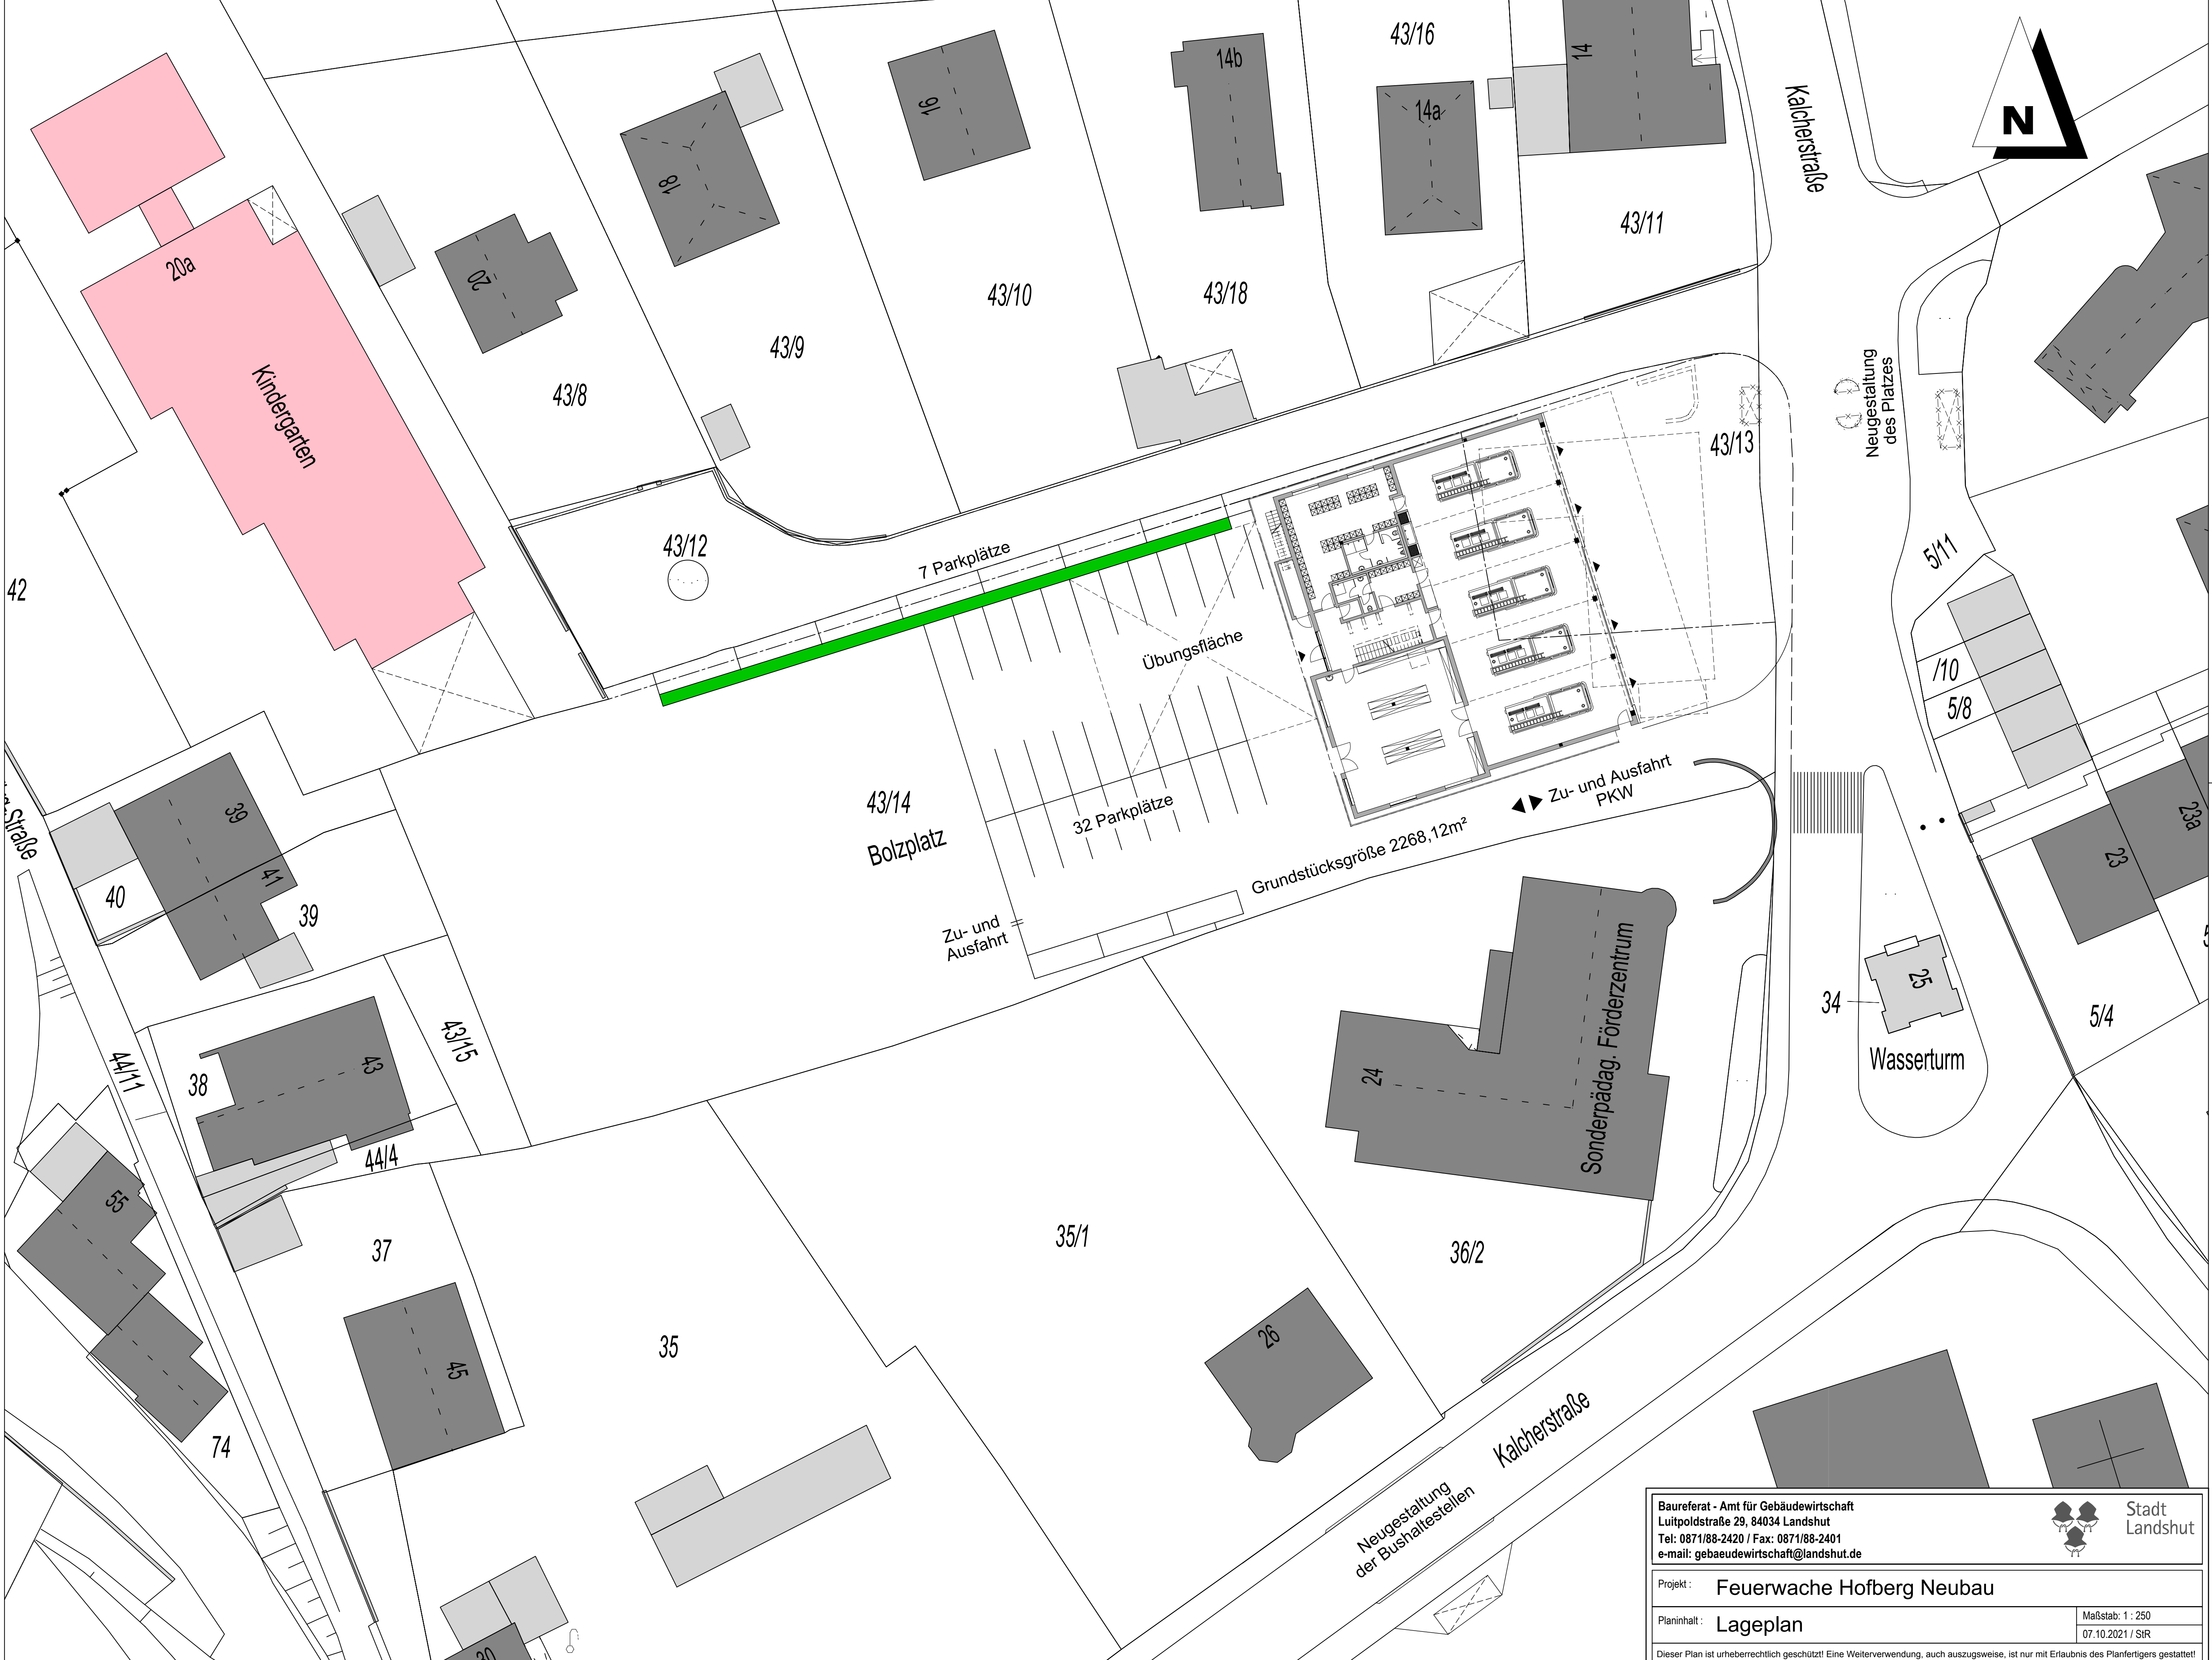 43/16
14
14b
14a
16
18
20
20a
Kindergarten
Kalcherstraße
N
43/11
43/10
43/18
43/9
43/8
43/12
43/13
42
7 Parkplätze
Übungsfläche
32 Parkplätze
Neugestaltung
des Platzes
5/11
/10
5/8
43/14
Bolzplatz
Zu- und Ausfahrt
PKW
Grundstücksgröße 2268,12m²
Zu- und
Ausfahrt
Straße
39
41
40
39
43
38
43/15
44/11
44/4
55
37
45
35
35/1
74
24
Sonderpädag. Förderzentrum
36/2
26
34
25
Wasserturm
23
23a
5/4
Kalcherstraße
Neugestaltung
der Bushaltestellen
30
Baureferat - Amt für Gebäudewirtschaft
Luitpoldstraße 29, 84034 Landshut
Tel: 0871/88-2420 / Fax: 0871/88-2401
e-mail: gebaeudewirtschaft@landshut.de
Stadt
Landshut
Projekt : Feuerwache Hofberg Neubau
Planinhalt : Lageplan
Maßstab: 1 : 250
07.10.2021 / StR
Dieser Plan ist urheberrechtlich geschützt! Eine Weiterverwendung, auch auszugsweise, ist nur mit Erlaubnis des Planfertigers gestattet!